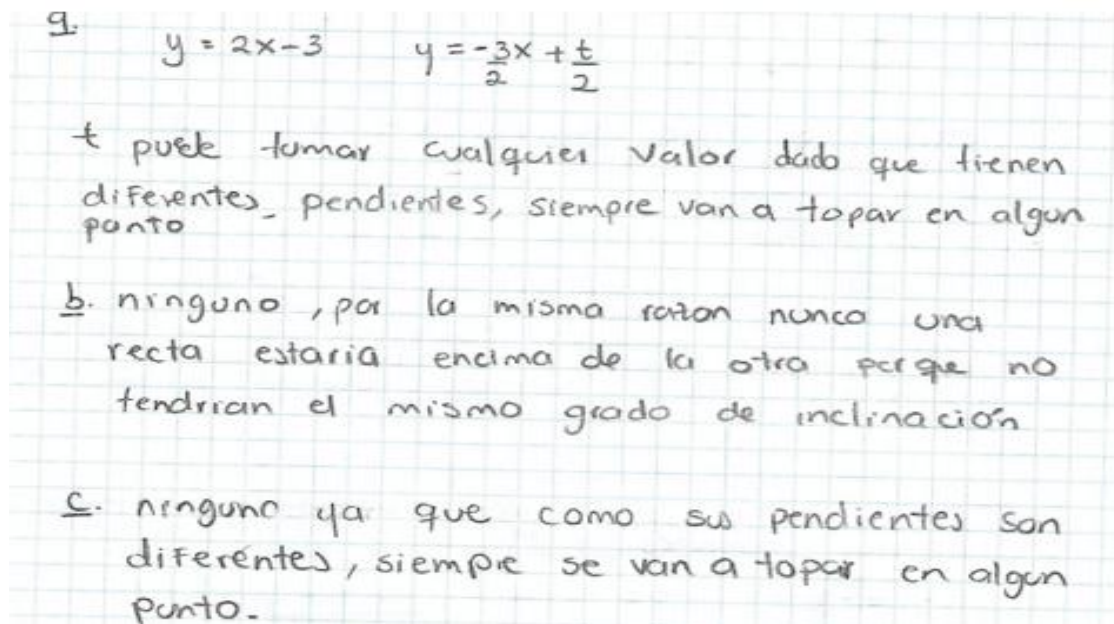 a.
y = 2x-3 y = -3/2 x + t/2
t puede tomar cualquier valor dado que tienen
diferentes pendientes, siempre van a topar en algun
punto
b. ninguno, por la misma razon nunca una
recta estaria encima de la otra porque no
tendrian el mismo grado de inclinación
c. ninguno ya que como sus pendientes son
diferentes, siempre se van a topar en algun
punto.